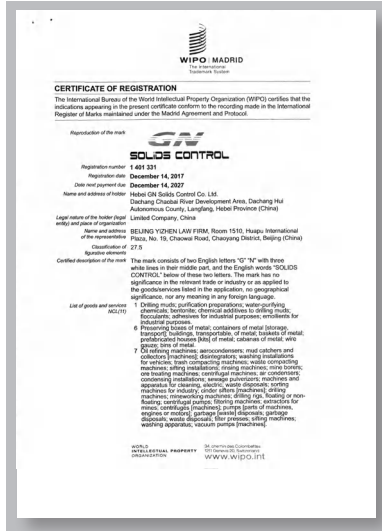 WIPO | MADRID
The International
Trademark System
CERTIFICATE OF REGISTRATION
The International Bureau of the World Intellectual Property Organization (WIPO) certifies that the
indications appearing in the present certificate conform to the recording made in the International
Register of Marks maintained under the Madrid Agreement and Protocol.
Reproduction of the mark
GN
SOLIDS CONTROL
Registration number 1 401 331
Registration date December 14, 2017
Date next payment due December 14, 2027
Name and address of holder Hebei GN Solids Control Co. Ltd.
Dachang Chaobai River Development Area, Dachang Hui
Autonomous County, Langfang, Hebei Province (China)
Legal nature of the holder (legal Limited Company, China
entity) and place of organization
Name and address BEIJING YIZHEN LAW FIRM, Room 1510, Huapu International
of the representative Plaza, No. 19, Chaowai Road, Chaoyang District, Beijing (China)
Classification of 27.5
figurative elements
Certified description of the mark The mark consists of two English letters "G" "N" with three
white lines in their middle part, and the English words "SOLIDS
CONTROL" below of these two letters. The mark has no
significance in the relevant trade or industry or as applied to
the goods/services listed in the application, no geographical
significance, nor any meaning in any foreign language.
List of goods and services 1 Drilling muds; purification preparations; water-purifying
NCL(11) chemicals; bentonite; chemical additives to drilling muds;
flocculants; adhesives for industrial purposes; emollients for
industrial purposes.
6 Preserving boxes of metal; containers of metal [storage,
transport]; buildings, transportable, of metal; baskets of metal;
prefabricated houses [kits] of metal; cabanas of metal; wire
gauze; bins of metal.
7 Oil refining machines; aerocondensers; mud catchers and
collectors [machines]; disintegrators; washing installations
for vehicles; trash compacting machines; waste compacting
machines; sifting installations; rinsing machines; mine borers;
ore treating machines; centrifugal machines; air condensers;
condensing installations; sewage pulverizers; machines and
apparatus for cleaning, electric; waste disposals; sorting
machines for industry; cinder sifters [machines]; drilling
machines; mineworking machines; drilling rigs, floating or non-
floating; centrifugal pumps; filtering machines; extractors for
mines; centrifuges [machines]; pumps [parts of machines,
engines or motors]; garbage [waste] disposals; garbage
disposals; waste disposals; filter presses; sifting machines;
washing apparatus; vacuum pumps [machines].
WORLD
INTELLECTUAL PROPERTY
ORGANIZATION
34, chemin des Colombettes
1211 Geneva 20, Switzerland
www.wipo.int